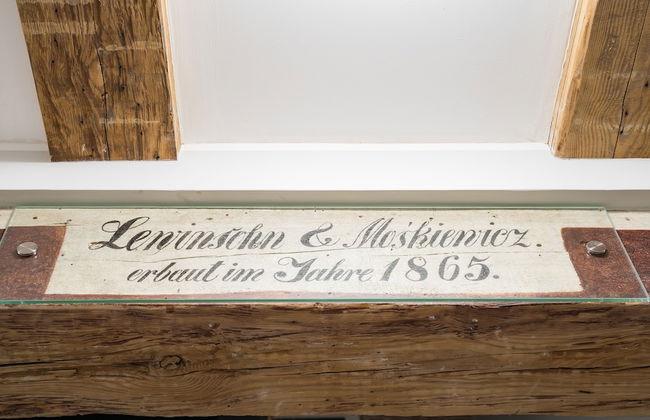 Lewinsohn & Moskiewicz.
erbaut im Jahre 1865.